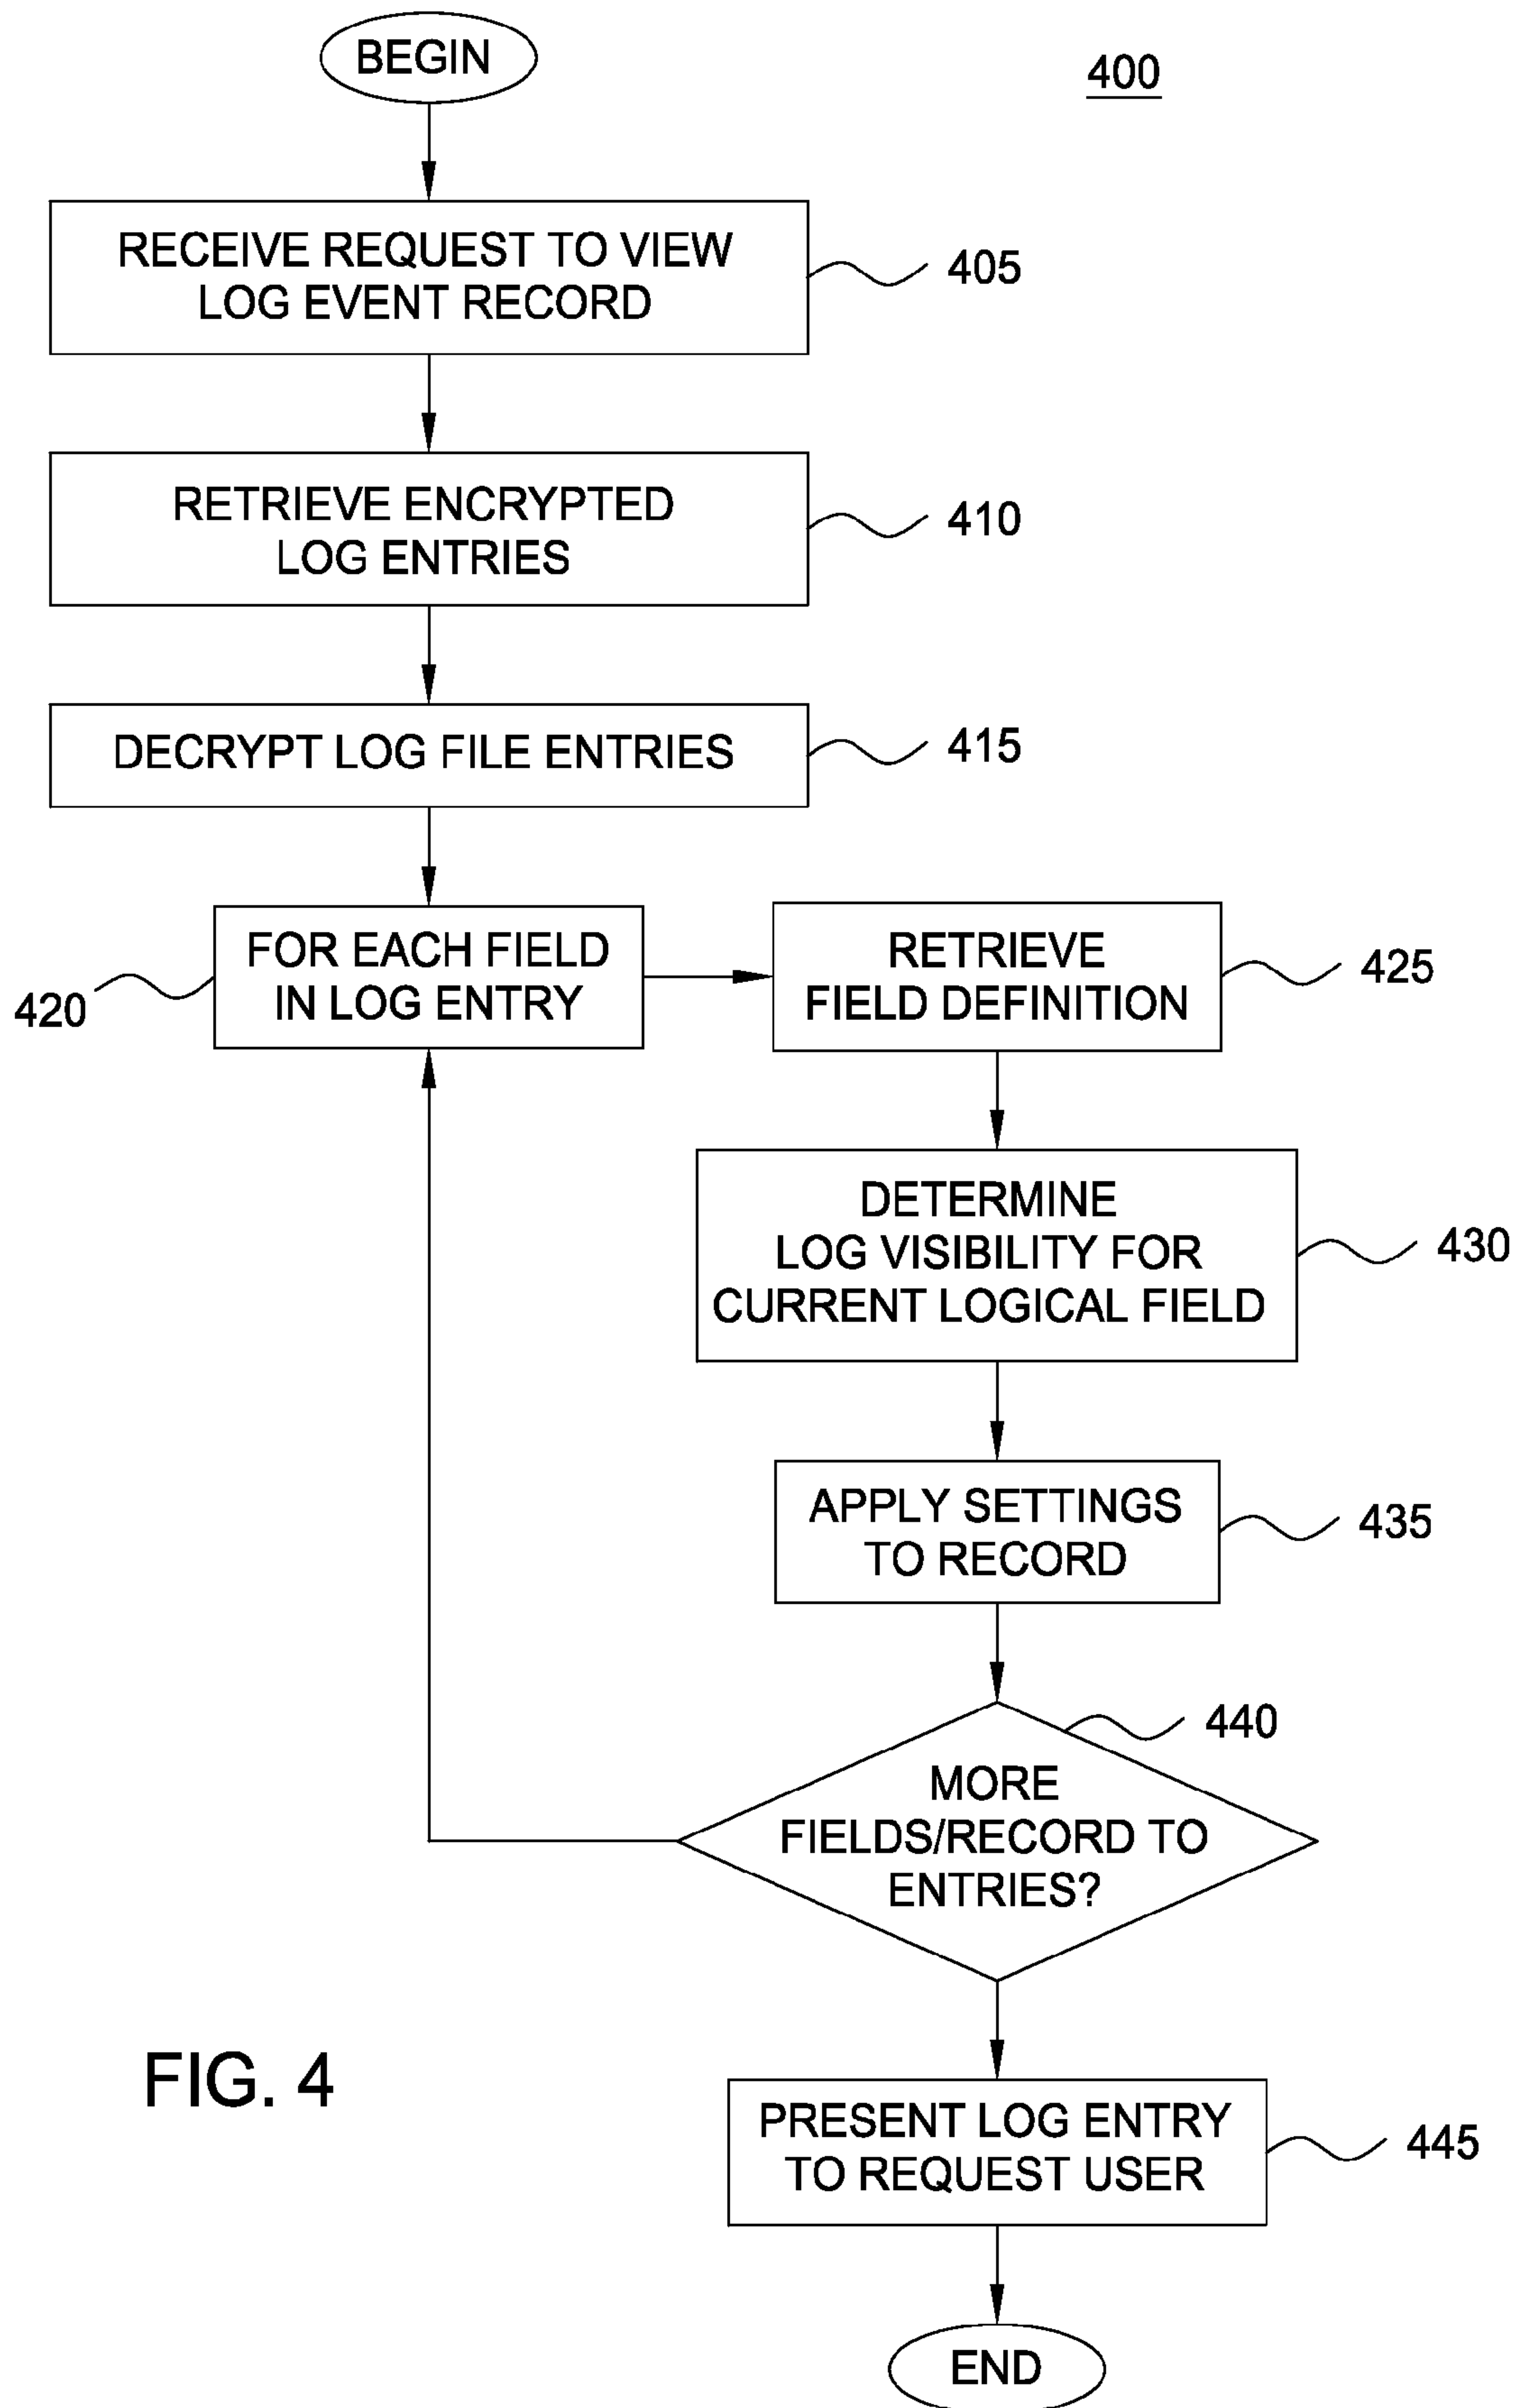 BEGIN
400
RECEIVE REQUEST TO VIEW
LOG EVENT RECORD
405
RETRIEVE ENCRYPTED
LOG ENTRIES
410
DECRYPT LOG FILE ENTRIES
415
FOR EACH FIELD
IN LOG ENTRY
420
RETRIEVE
FIELD DEFINITION
425
DETERMINE
LOG VISIBILITY FOR
CURRENT LOGICAL FIELD
430
APPLY SETTINGS
TO RECORD
435
440
MORE
FIELDS/RECORD TO
ENTRIES?
FIG. 4
PRESENT LOG ENTRY
TO REQUEST USER
445
END